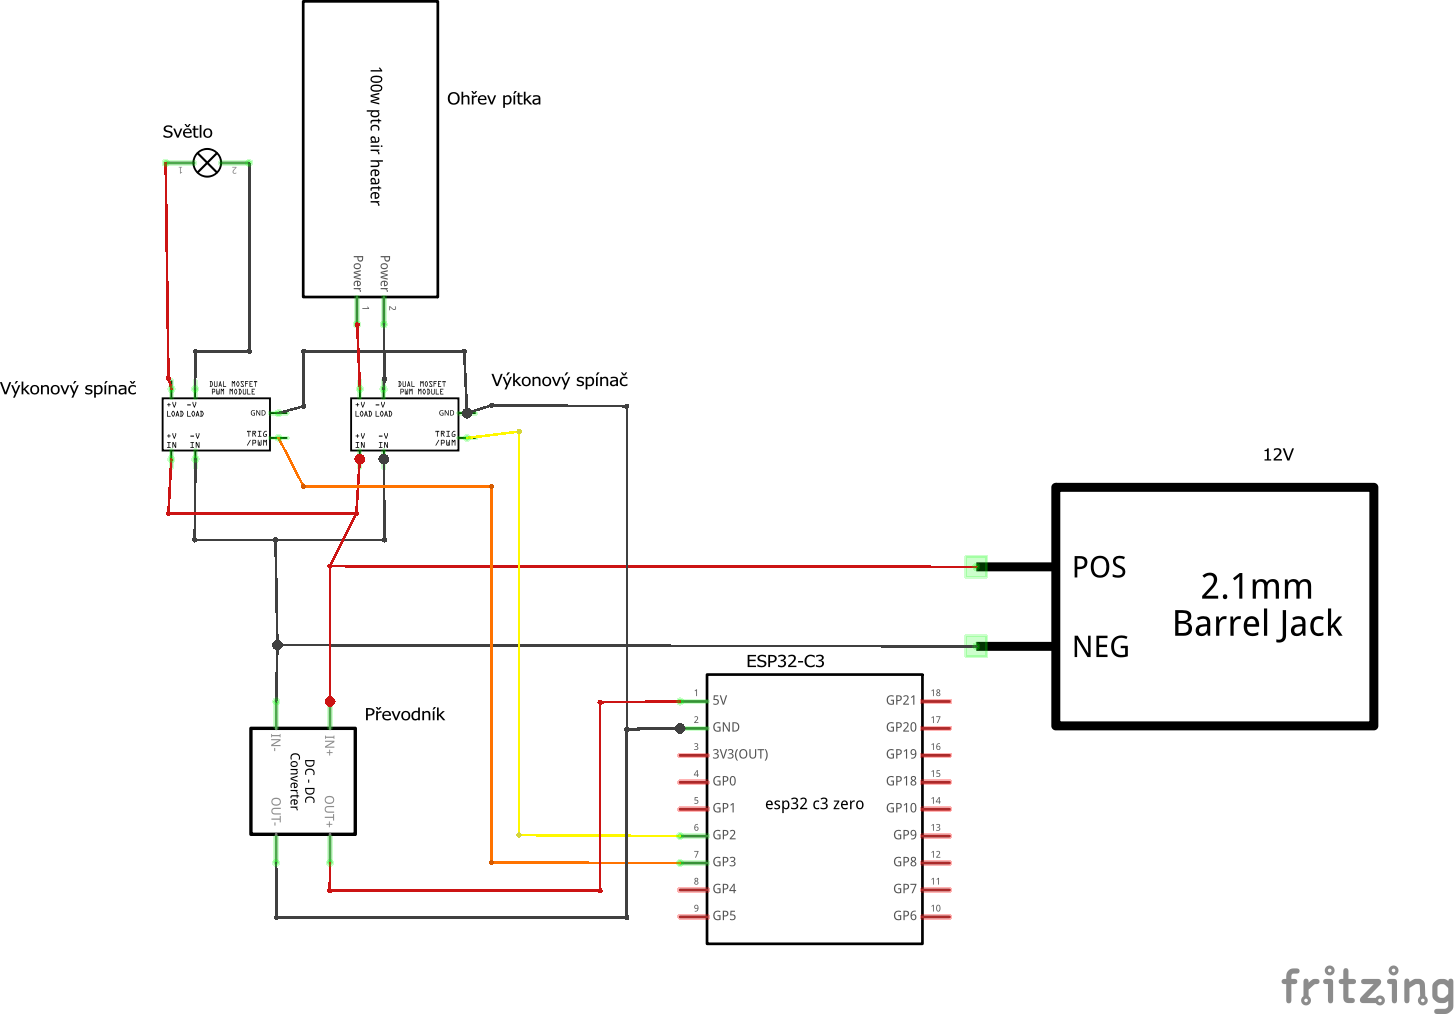 100w ptc air heater
Power
Power
1
2
Ohřev pítka
Světlo
1
2
Výkonový spínač
DUAL MOSFET
PWM MODULE
+V
LOAD
-V
LOAD
GND
+V
IN
-V
IN
TRIG
/PWM
DUAL MOSFET
PWM MODULE
+V
LOAD
-V
LOAD
GND
+V
IN
-V
IN
TRIG
/PWM
Výkonový spínač
12V
POS
NEG
2.1mm
Barrel Jack
ESP32-C3
1
5V
2
GND
3
3V3(OUT)
4
GP0
5
GP1
6
GP2
7
GP3
8
GP4
9
GP5
esp32 c3 zero
GP21
18
GP20
17
GP19
16
GP18
15
GP10
14
GP9
13
GP8
12
GP7
11
GP6
10
Převodník
IN-
IN+
DC - DC
Converter
OUT-
OUT+
fritzing